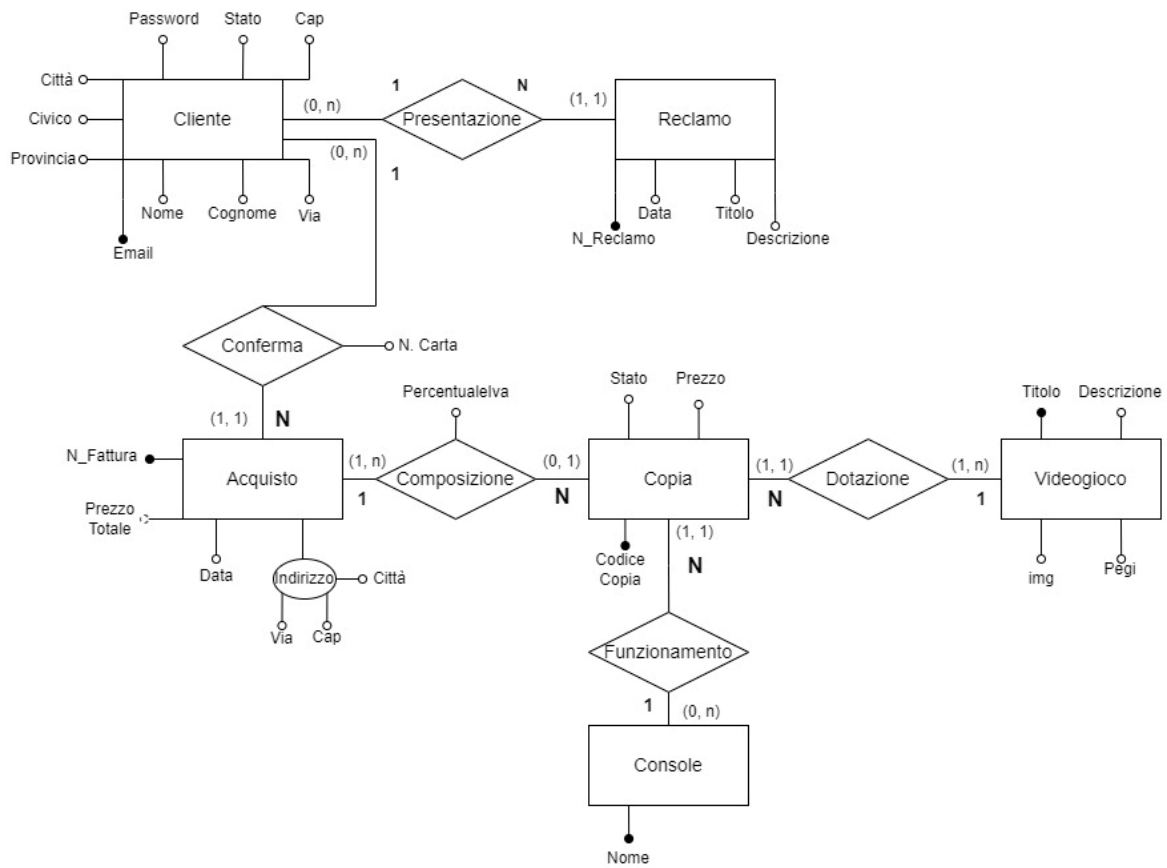 Password
Stato
Cap
Città
Civico
Provincia
Cliente
(0, n)
1
N
Presentazione
(1, 1)
Reclamo
(0, n)
1
Nome
Cognome
Via
Email
Data
Titolo
N_Reclamo
Descrizione
Conferma
N. Carta
(1, 1)
N
N_Fattura
Acquisto
Prezzo
Totale
Data
Indirizzo
Città
Via
Cap
(1, n)
1
PercentualeIva
Composizione
(0, 1)
N
Stato
Prezzo
Copia
Codice
Copia
(1, 1)
N
Dotazione
(1, n)
1
Titolo
Descrizione
Videogioco
img
Pegi
(1, 1)
N
Funzionamento
1
(0, n)
Console
Nome